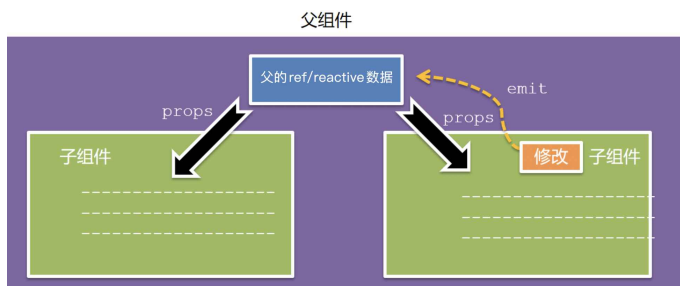 父组件
父的ref/reactive数据
emit
props
props
子组件
修改
子组件